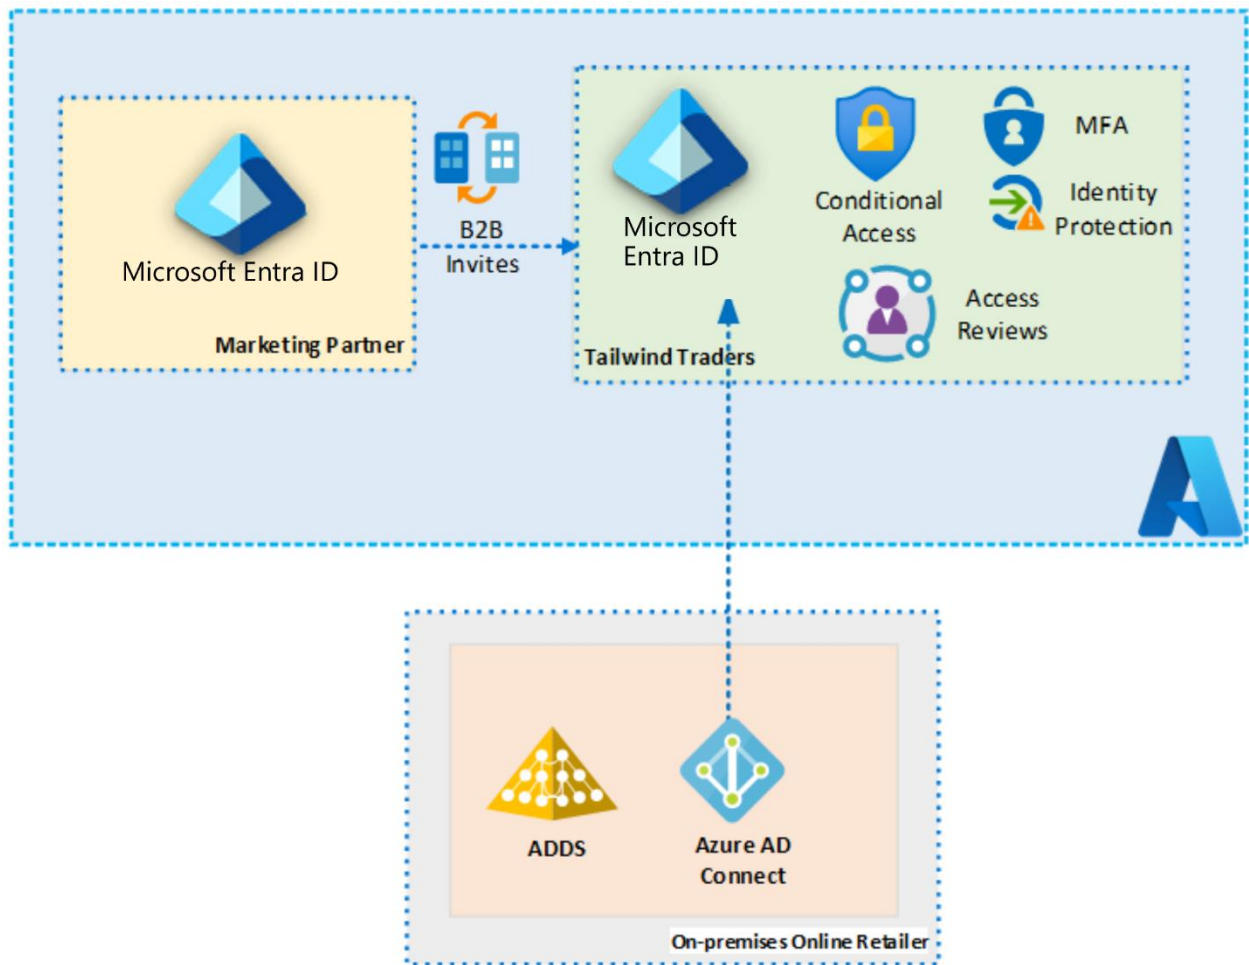 Microsoft Entra ID
Marketing Partner
B2B
Invites
Microsoft
Entra ID
Tailwind Traders
Conditional
Access
MFA
Identity
Protection
Access
Reviews
ADDS
Azure AD
Connect
On-premises Online Retailer